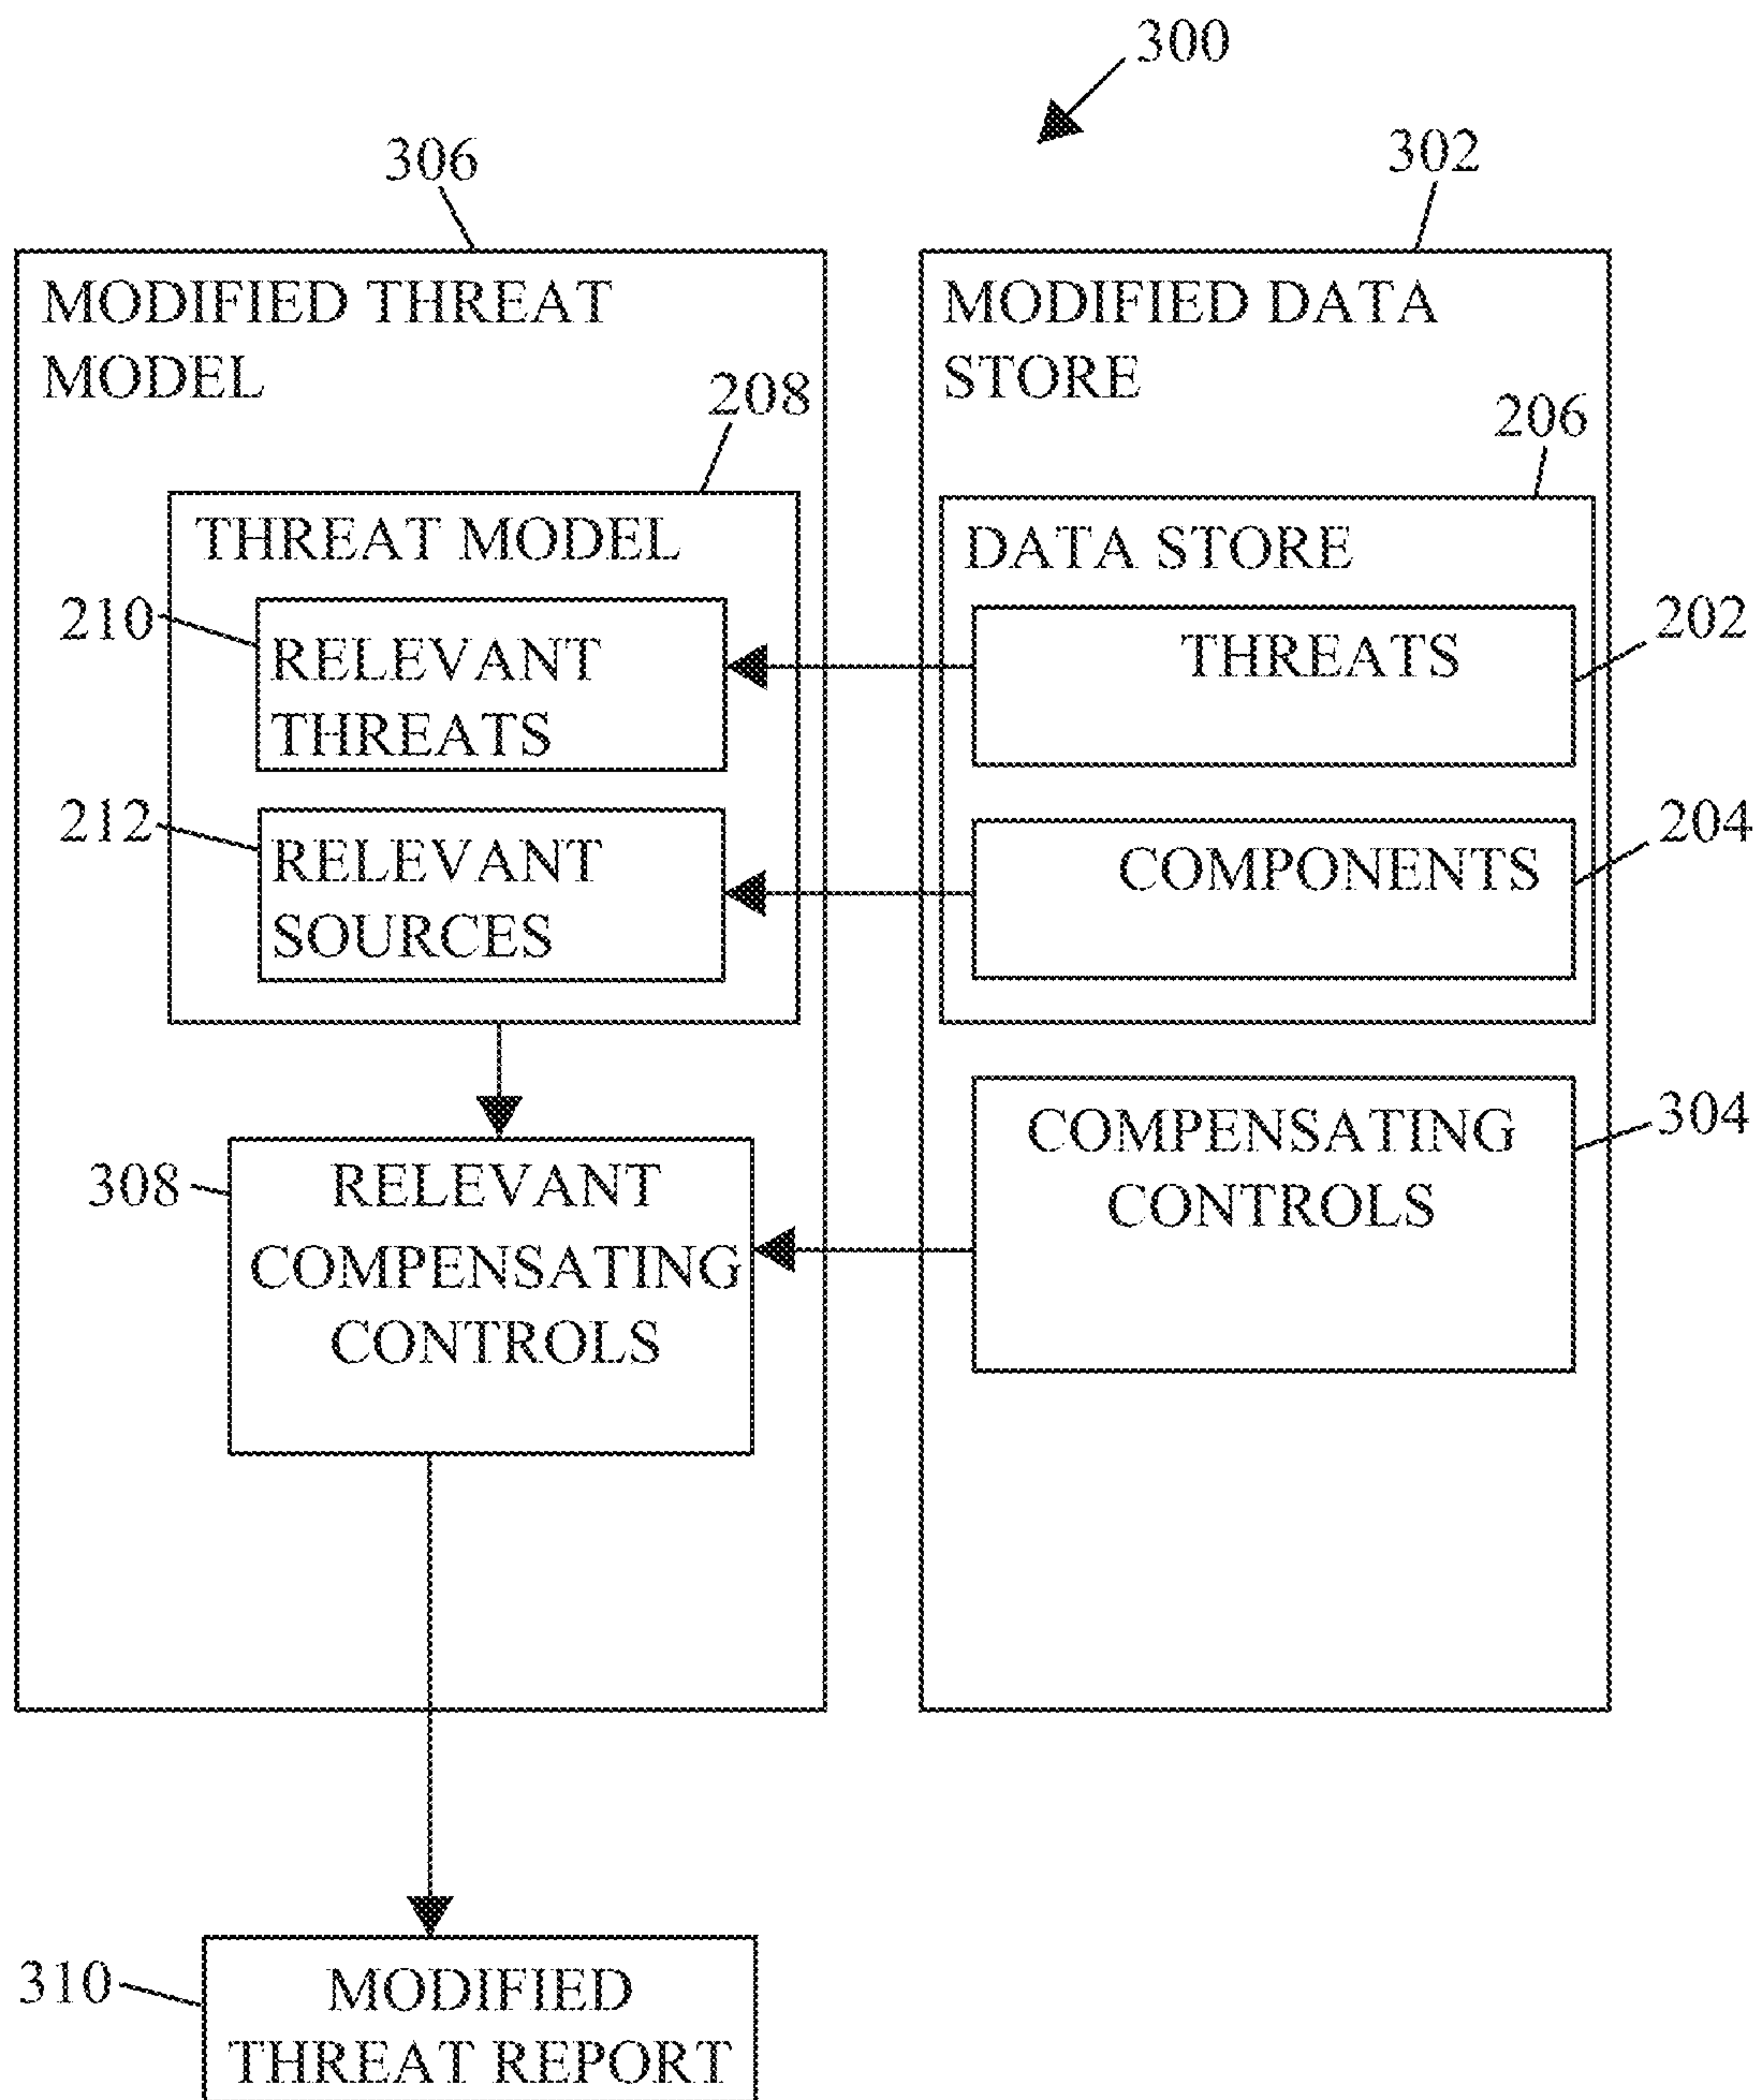 300
306
302
MODIFIED THREAT
MODEL
MODIFIED DATA
STORE
208
206
THREAT MODEL
DATA STORE
210
RELEVANT
THREATS
THREATS
202
212
RELEVANT
SOURCES
COMPONENTS
204
308
RELEVANT
COMPENSATING
CONTROLS
COMPENSATING
CONTROLS
304
310
MODIFIED
THREAT REPORT